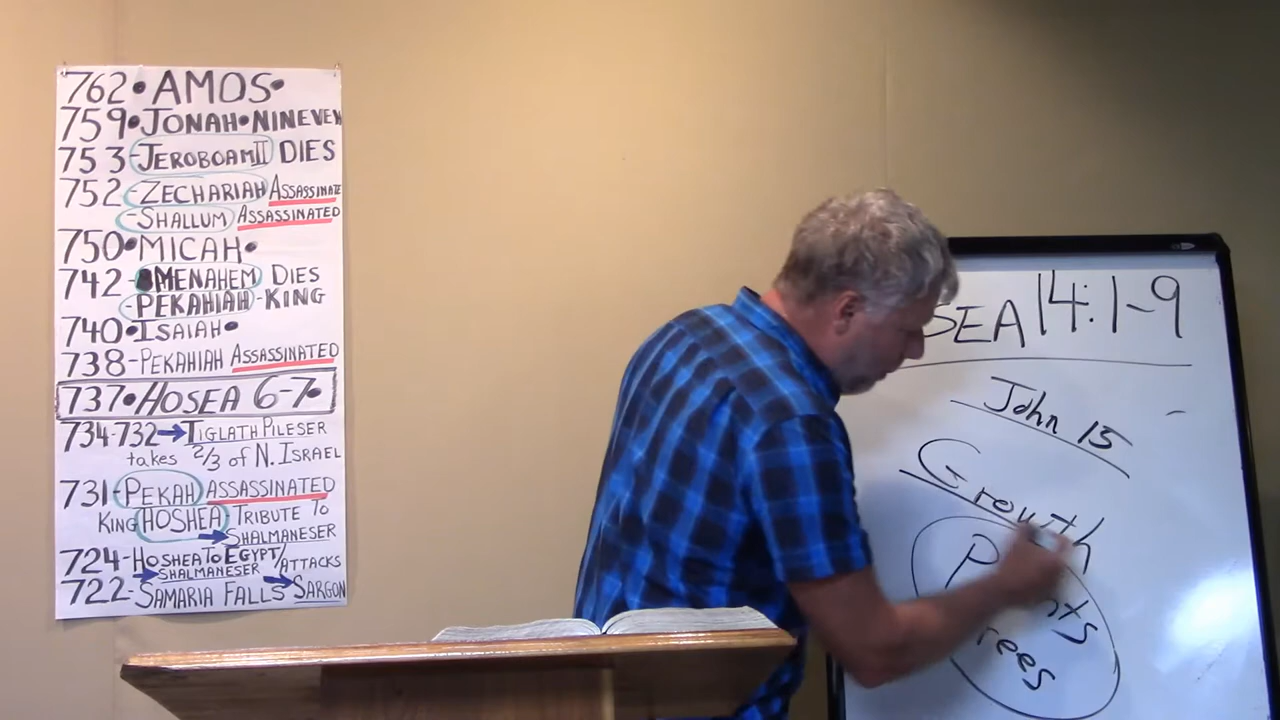 762•AMOS•
759•JONAH•NINEVEH
753-JEROBOAM II DIES
752-ZECHARIAH ASSASSINATE
-SHALLUM ASSASSINATED
750•MICAH•
742-MENAHEM DIES
-PEKAHIAH-KING
740•ISAIAH•
738-PEKAHIAH ASSASSINATED
737•HOSEA 6-7•
734-732→TIGLATH PILESER
takes 2/3 of N. ISRAEL
731-PEKAH ASSASSINATED
KING HOSHEA TRIBUTE TO
→SHALMANESER
724-HOSHEA TO EGYPT/
→SHALMANESER ATTACKS
722-SAMARIA FALLS→SARGON
SEA 14:1-9
John 15
Growth
rees